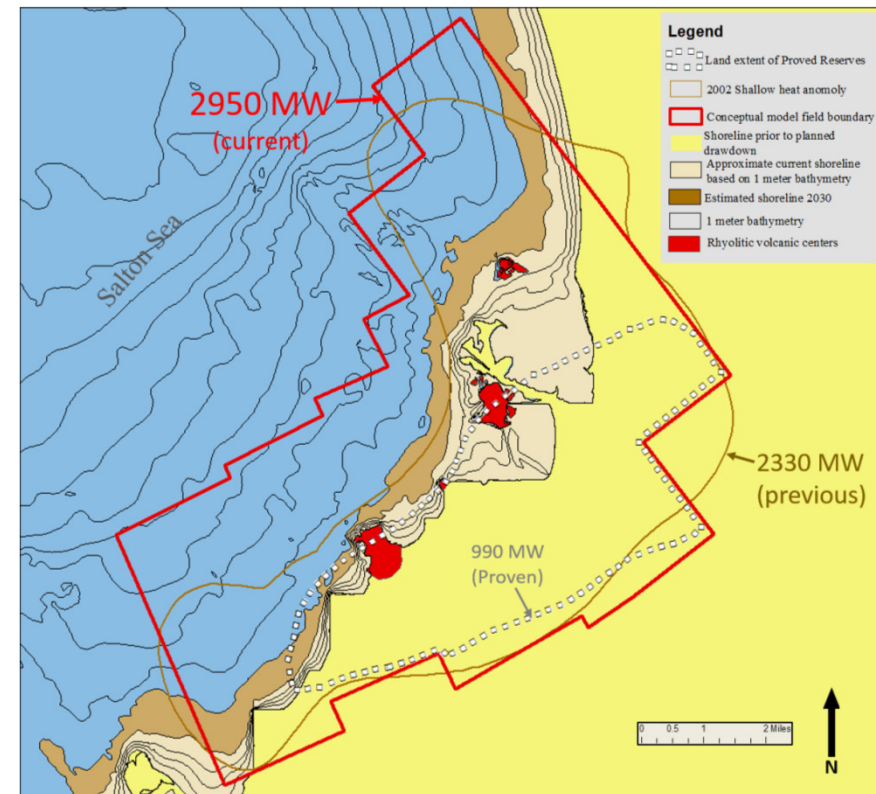 2950 MW
(current)
Salton Sea
2330 MW
(previous)
990 MW
(Proven)
Legend
Land extent of Proved Reserves
2002 Shallow heat anomoly
Conceptual model field boundary
Shoreline prior to planned
drawdown
Approximate current shoreline
based on 1 meter bathymetry
Estimated shoreline 2030
1 meter bathymetry
Rhyolitic volcanic centers
0 0.5 1 2 Miles
N